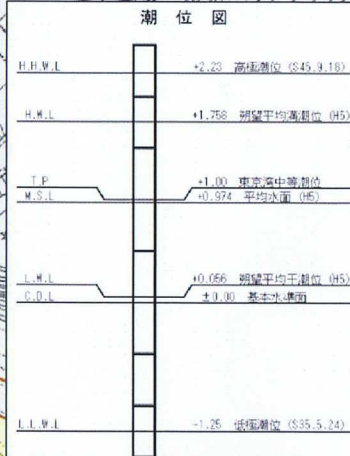 潮位図
H.H.W.L +2.23 高極潮位 (S45.9.18)
H.W.L +1.758 朔望平均満潮位 (H5)
T.P +1.00 東京湾中等潮位
M.S.L +0.974 平均水面 (H5)
L.W.L +0.056 朔望平均干潮位 (H5)
C.D.L ±0.00 基本水準面
L.L.W.L -1.25 低極潮位 (S35.5.24)